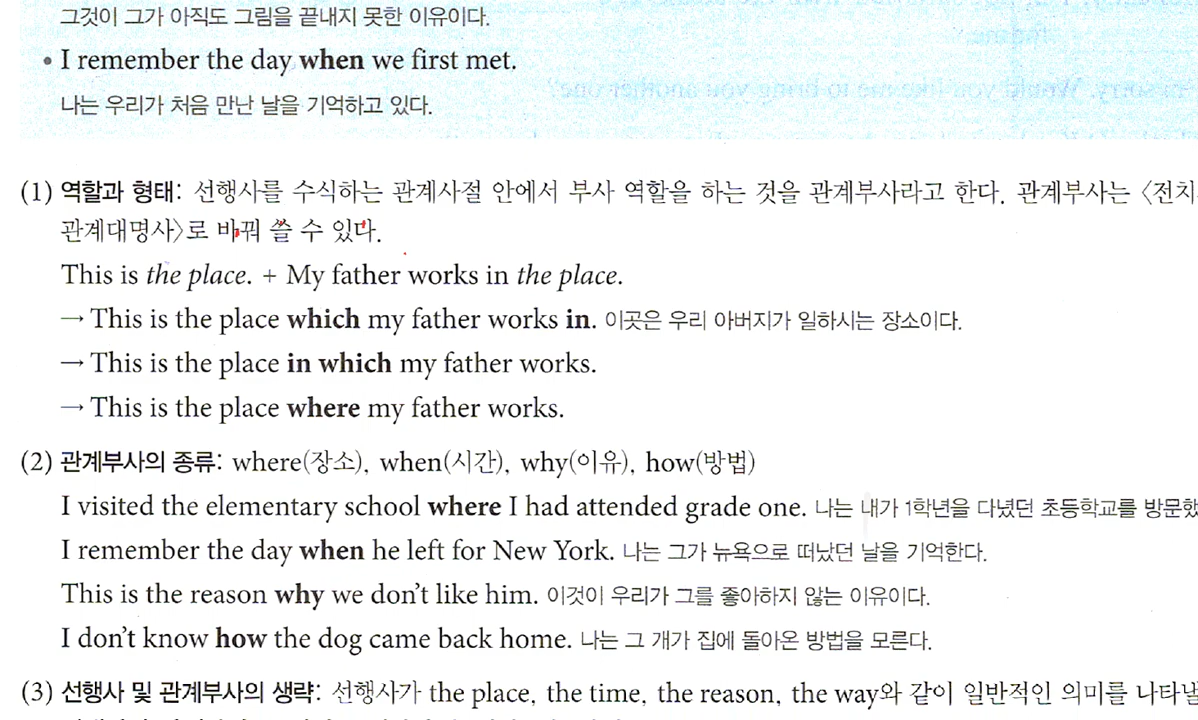 그것이 그가 아직도 그림을 끝내지 못한 이유이다.
• I remember the day when we first met.
나는 우리가 처음 만난 날을 기억하고 있다.
(1) 역할과 형태: 선행사를 수식하는 관계사절 안에서 부사 역할을 하는 것을 관계부사라고 한다. 관계부사는 〈전치
관계대명사〉로 바꿔 쓸 수 있다.
This is the place. + My father works in the place.
→ This is the place which my father works in. 이곳은 우리 아버지가 일하시는 장소이다.
→ This is the place in which my father works.
→ This is the place where my father works.
(2) 관계부사의 종류: where(장소), when(시간), why(이유), how(방법)
I visited the elementary school where I had attended grade one. 나는 내가 1학년을 다녔던 초등학교를 방문했
I remember the day when he left for New York. 나는 그가 뉴욕으로 떠났던 날을 기억한다.
This is the reason why we don't like him. 이것이 우리가 그를 좋아하지 않는 이유이다.
I don't know how the dog came back home. 나는 그 개가 집에 돌아온 방법을 모른다.
(3) 선행사 및 관계부사의 생략: 선행사가 the place, the time, the reason, the way와 같이 일반적인 의미를 나타낼